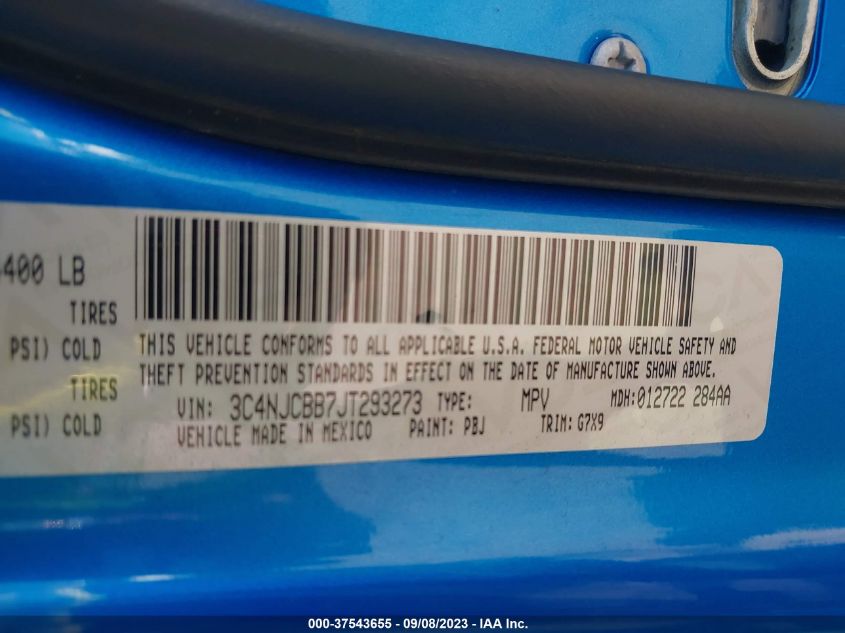 400 LB
TIRES
PSI) COLD
TIRES
PSI) COLD
THIS VEHICLE CONFORMS TO ALL APPLICABLE U.S.A. FEDERAL MOTOR VEHICLE SAFETY AND
THEFT PREVENTION STANDARDS IN EFFECT ON THE DATE OF MANUFACTURE SHOWN ABOVE.
VIN: 3C4NJCBB7JT293273 TYPE: MPV MDH:012722 284AA
VEHICLE MADE IN MEXICO PAINT: PBJ TRIM: G7X9
000-37543655 - 09/08/2023 - IAA Inc.